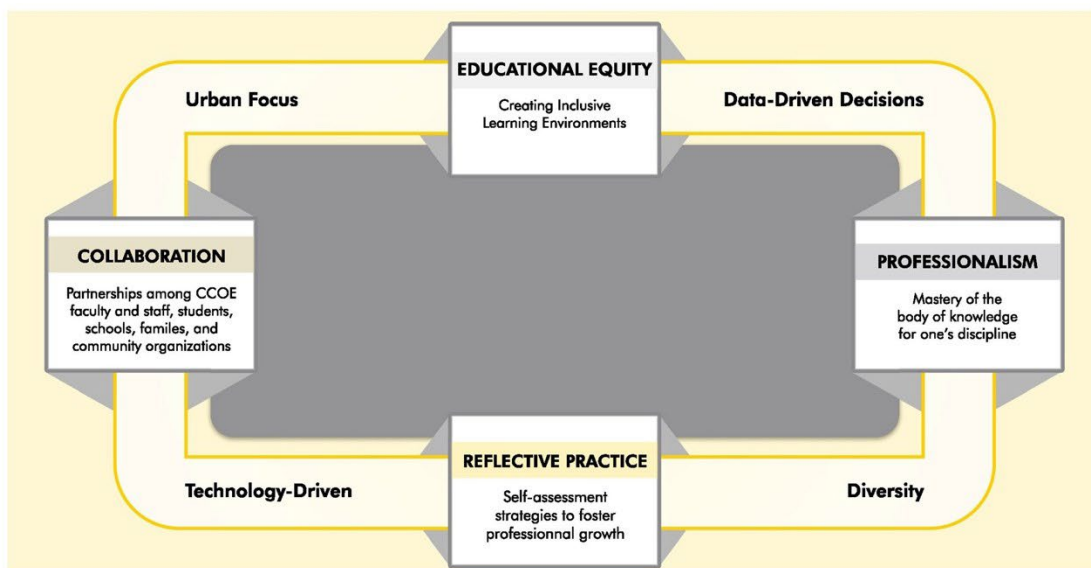 EDUCATIONAL EQUITY
Creating Inclusive
Learning Environments
Urban Focus
Data-Driven Decisions
COLLABORATION
Partnerships among CCOE
faculty and staff, students,
schools, familes, and
community organizations
PROFESSIONALISM
Mastery of the
body of knowledge
for one's discipline
REFLECTIVE PRACTICE
Self-assessment
strategies to foster
professionnal growth
Technology-Driven
Diversity